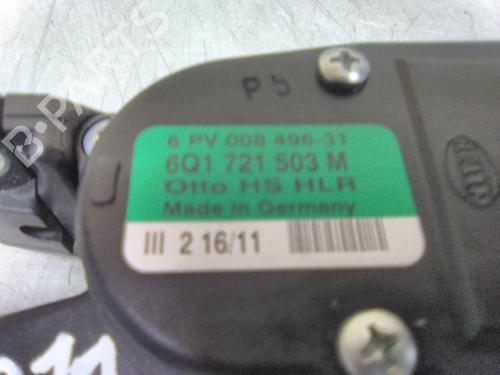 P5
6 PV 008 496-31
6Q1 721 503 M
Otto HS HLR
Made in Germany
III 2 16/11
Hella
B-PARTS